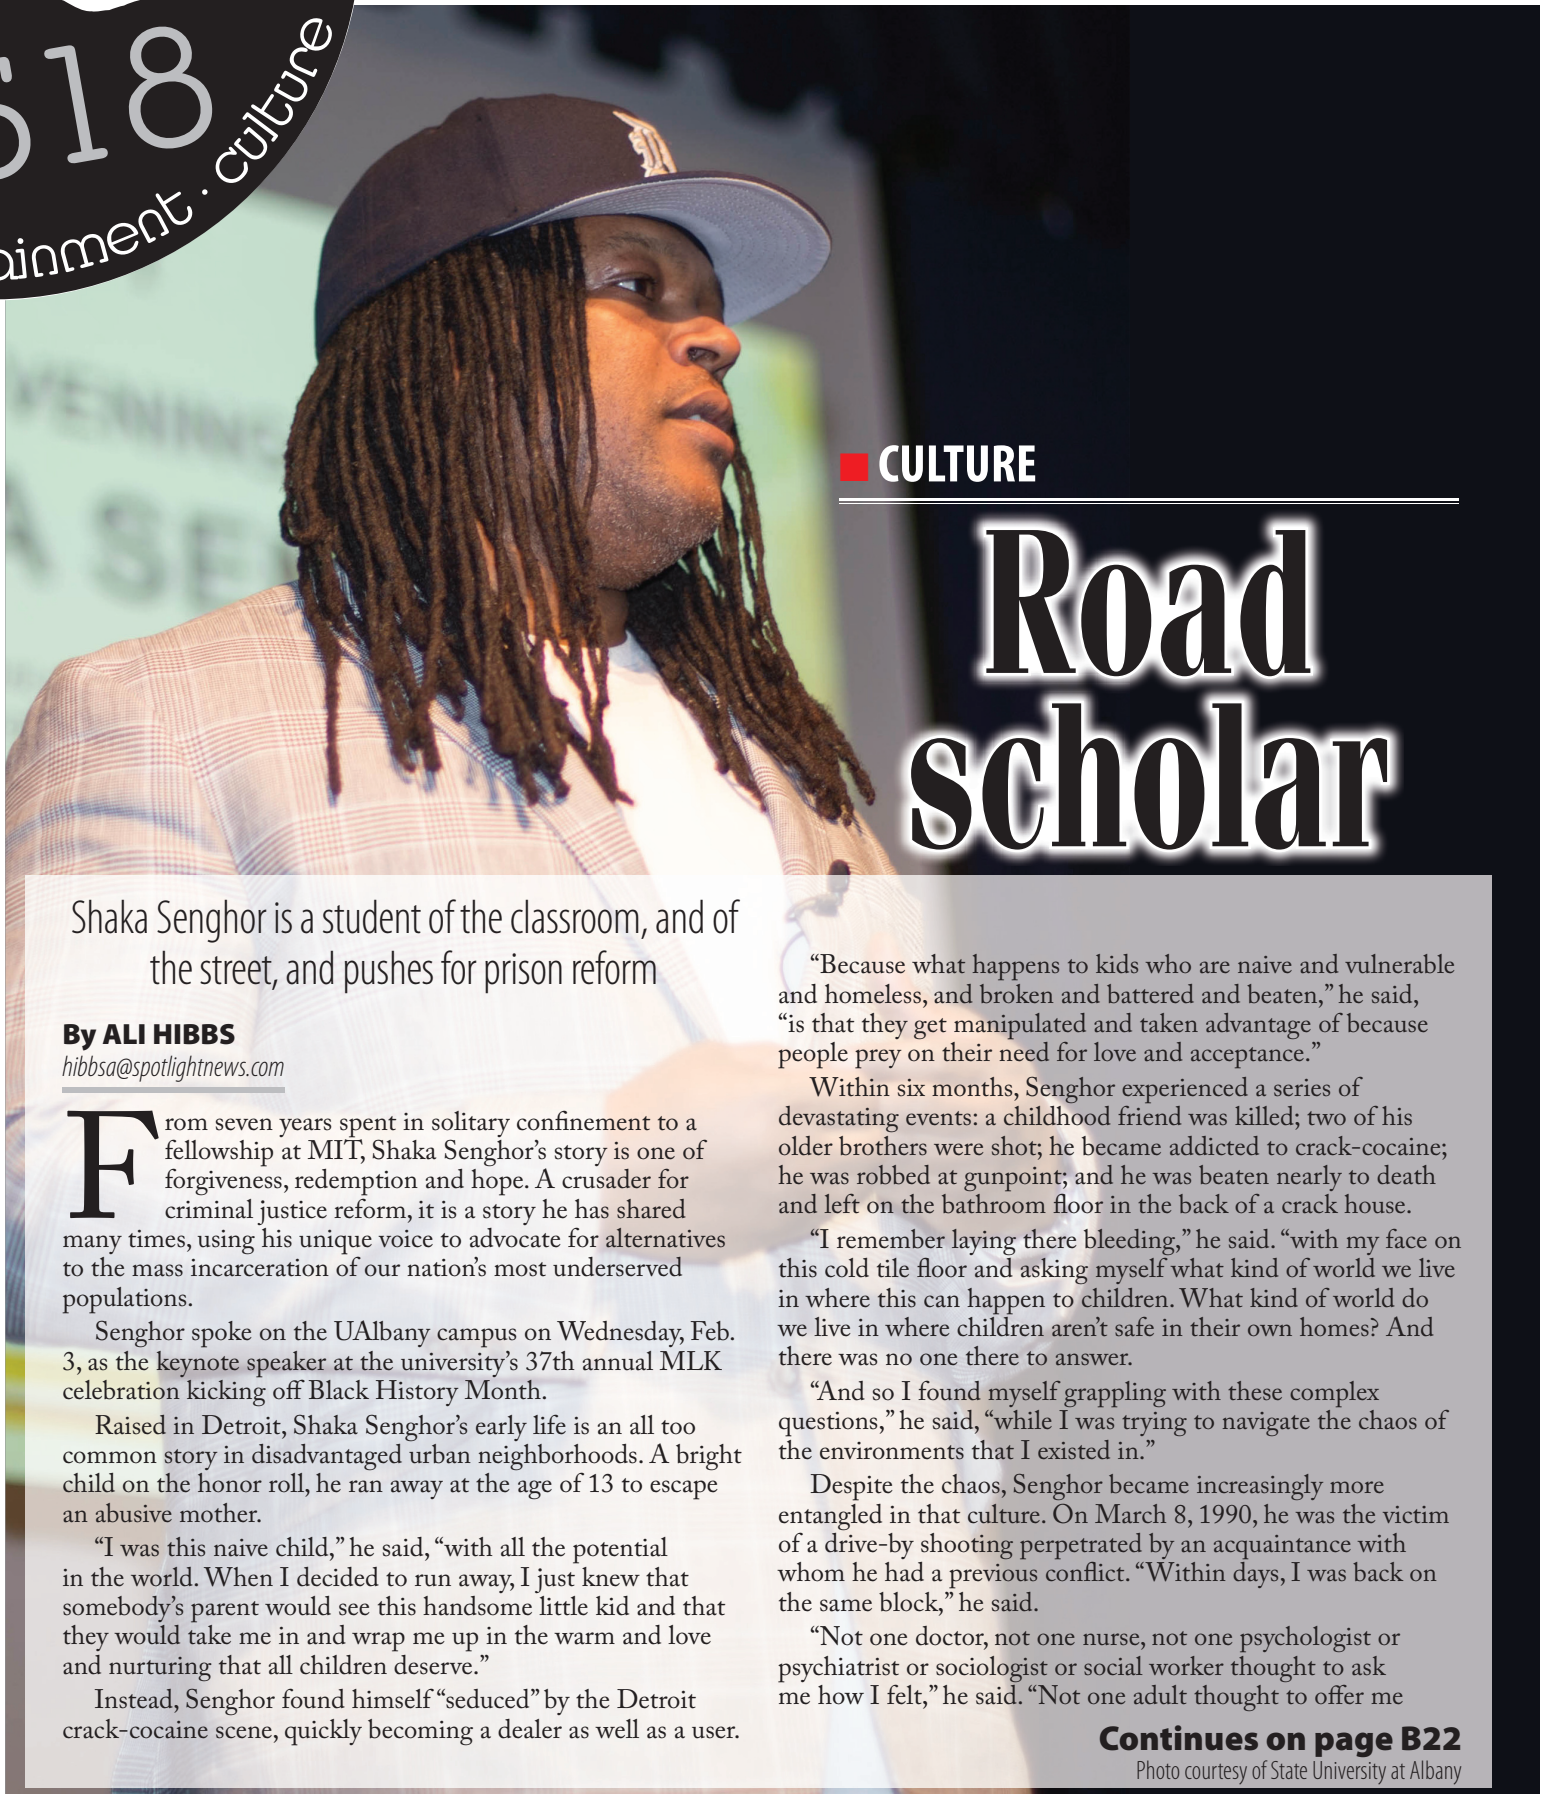 518
ainment · culture
VENING
A SE
CULTURE
Road
scholar
Shaka Senghor is a student of the classroom, and of
the street, and pushes for prison reform
By ALI HIBBS
hibbsa@spotlightnews.com
From seven years spent in solitary confinement to a
fellowship at MIT, Shaka Senghor’s story is one of
forgiveness, redemption and hope. A crusader for
criminal justice reform, it is a story he has shared
many times, using his unique voice to advocate for alternatives
to the mass incarceration of our nation’s most underserved
populations.
Senghor spoke on the UAlbany campus on Wednesday, Feb.
3, as the keynote speaker at the university’s 37th annual MLK
celebration kicking off Black History Month.
Raised in Detroit, Shaka Senghor’s early life is an all too
common story in disadvantaged urban neighborhoods. A bright
child on the honor roll, he ran away at the age of 13 to escape
an abusive mother.
“I was this naive child,” he said, “with all the potential
in the world. When I decided to run away, I just knew that
somebody’s parent would see this handsome little kid and that
they would take me in and wrap me up in the warm and love
and nurturing that all children deserve.”
Instead, Senghor found himself “seduced” by the Detroit
crack-cocaine scene, quickly becoming a dealer as well as a user.
“Because what happens to kids who are naive and vulnerable
and homeless, and broken and battered and beaten,” he said,
“is that they get manipulated and taken advantage of because
people prey on their need for love and acceptance.”
Within six months, Senghor experienced a series of
devastating events: a childhood friend was killed; two of his
older brothers were shot; he became addicted to crack-cocaine;
he was robbed at gunpoint; and he was beaten nearly to death
and left on the bathroom floor in the back of a crack house.
“I remember laying there bleeding,” he said. “with my face on
this cold tile floor and asking myself what kind of world we live
in where this can happen to children. What kind of world do
we live in where children aren’t safe in their own homes? And
there was no one there to answer.
“And so I found myself grappling with these complex
questions,” he said, “while I was trying to navigate the chaos of
the environments that I existed in.”
Despite the chaos, Senghor became increasingly more
entangled in that culture. On March 8, 1990, he was the victim
of a drive-by shooting perpetrated by an acquaintance with
whom he had a previous conflict. “Within days, I was back on
the same block,” he said.
“Not one doctor, not one nurse, not one psychologist or
psychiatrist or sociologist or social worker thought to ask
me how I felt,” he said. “Not one adult thought to offer me
Continues on page B22
Photo courtesy of State University at Albany